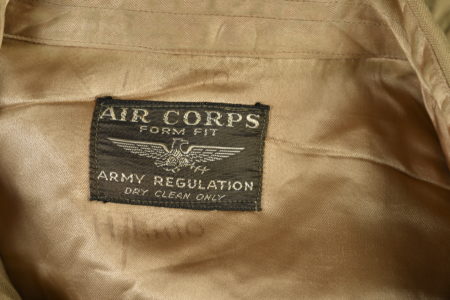 AIR CORPS
FORM FIT
ARMY REGULATION
DRY CLEAN ONLY